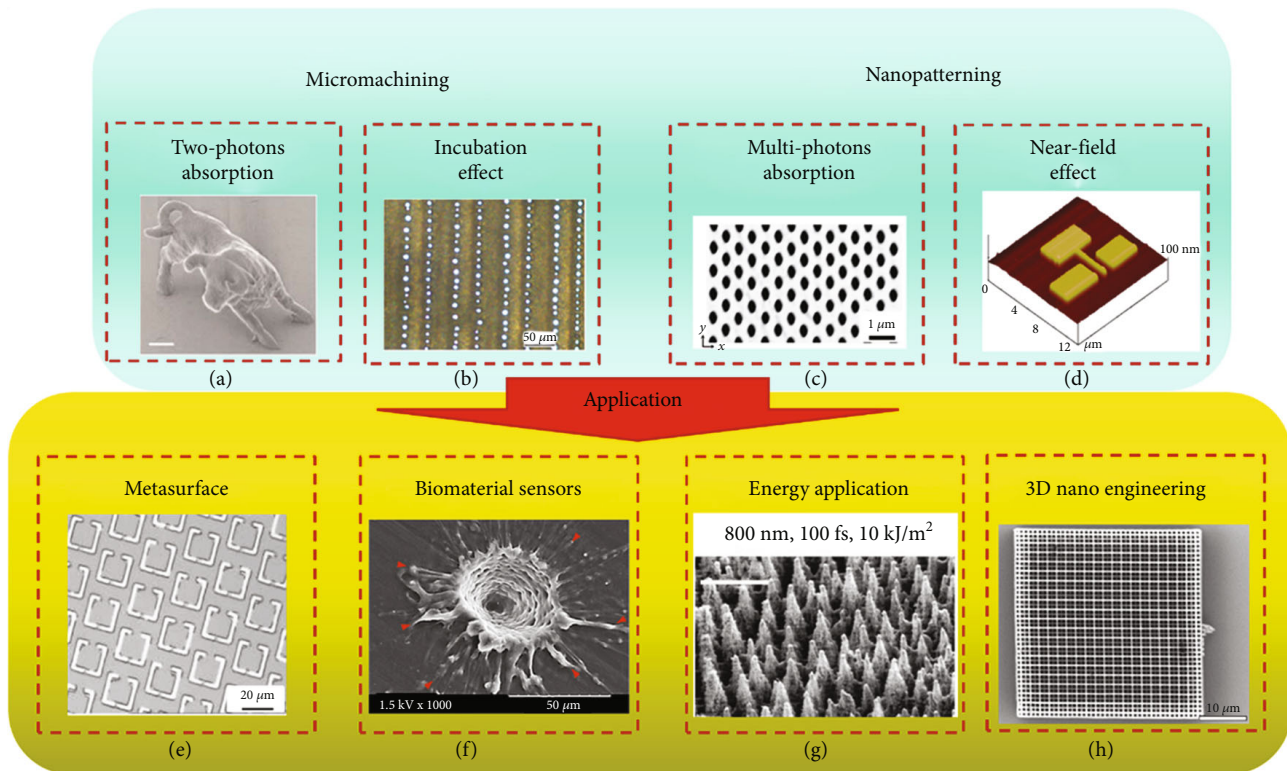 Micromachining
Nanopatterning
Two-photons
absorption
Incubation
effect
50 μm
Multi-photons
absorption
1 μm
y
x
Near-field
effect
100 nm
0
4
8
12
μm
(a)
(b)
(c)
(d)
Application
Metasurface
20 μm
Biomaterial sensors
1.5 kV x 1000
50 μm
Energy application
800 nm, 100 fs, 10 kJ/m²
3D nano engineering
10 μm
(e)
(f)
(g)
(h)